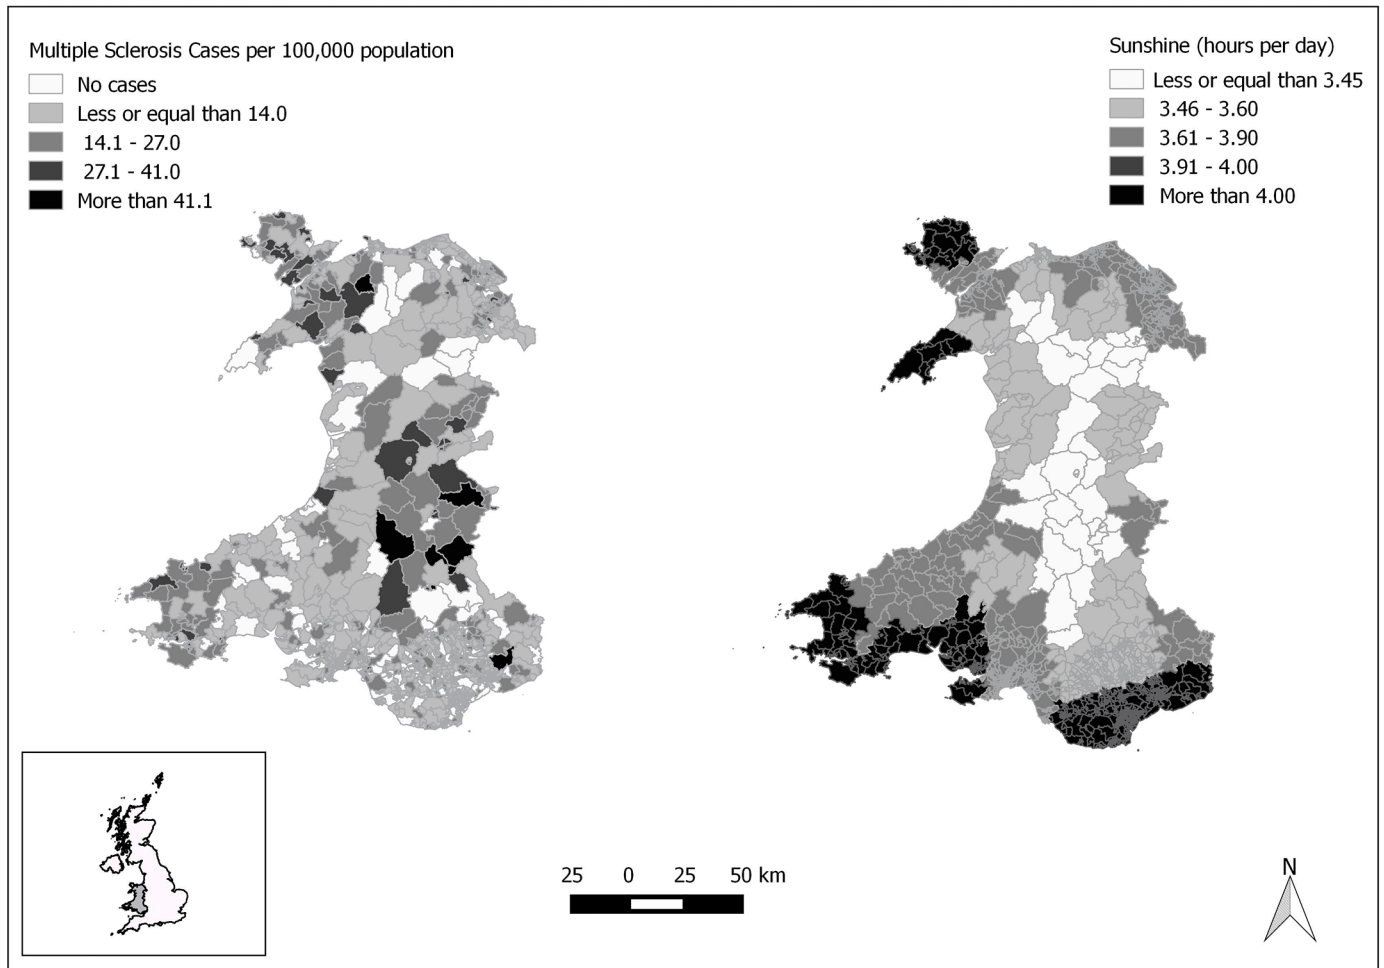 Multiple Sclerosis Cases per 100,000 population
No cases
Less or equal than 14.0
14.1 - 27.0
27.1 - 41.0
More than 41.1
Sunshine (hours per day)
Less or equal than 3.45
3.46 - 3.60
3.61 - 3.90
3.91 - 4.00
More than 4.00
25 0 25 50 km
N